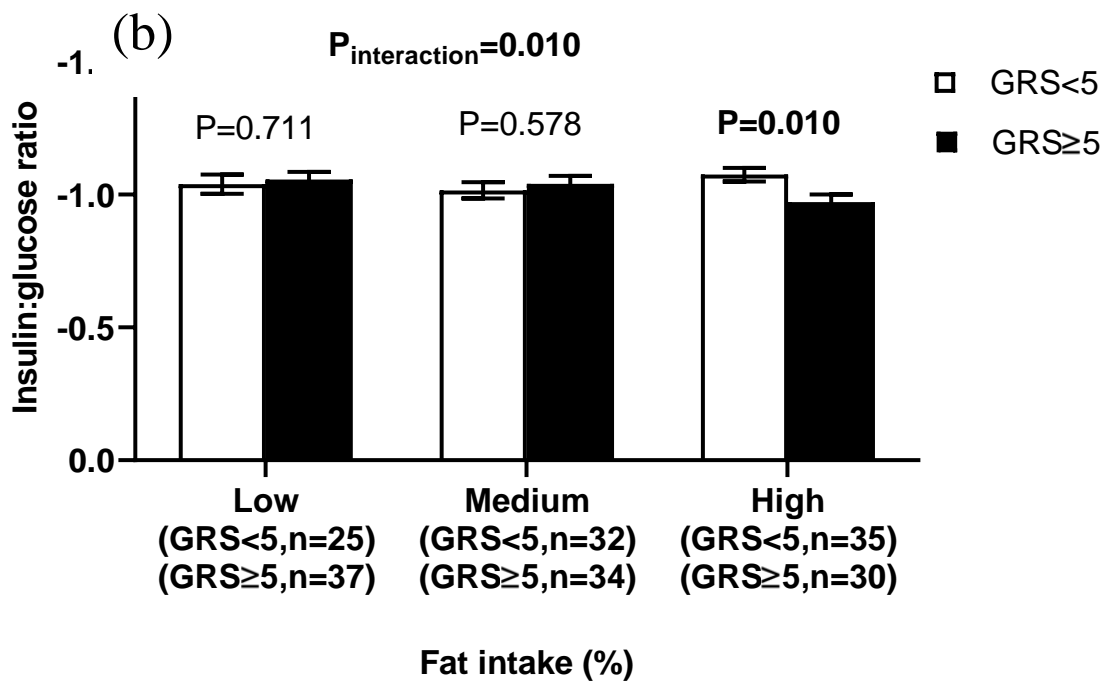 (b)
P_interaction=0.010
-1.
GRS<5
GRS≥5
P=0.711
P=0.578
P=0.010
-1.0
-0.5
0.0
Insulin:glucose ratio
Low
(GRS<5,n=25)
(GRS≥5,n=37)
Medium
(GRS<5,n=32)
(GRS≥5,n=34)
High
(GRS<5,n=35)
(GRS≥5,n=30)
Fat intake (%)